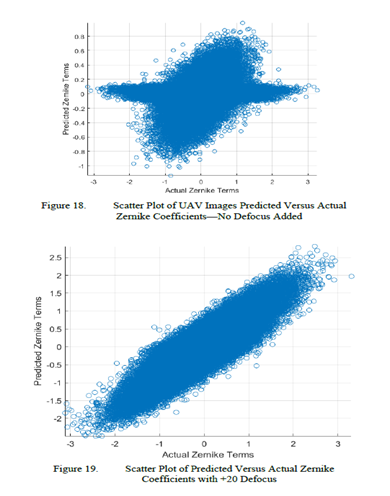 0.8
0.6
0.4
0.2
0
-0.2
-0.4
-0.6
-0.8
-1
Predicted Zernike Terms
-3 -2 -1 0 1 2 3
Actual Zernike Terms
Figure 18. Scatter Plot of UAV Images Predicted Versus Actual
Zernike Coefficients—No Defocus Added
2.5
2
1.5
1
0.5
0
-0.5
-1
-1.5
-2
Predicted Zernike Terms
-3 -2 -1 0 1 2 3
Actual Zernike Terms
Figure 19. Scatter Plot of Predicted Versus Actual Zernike
Coefficients with +20 Defocus